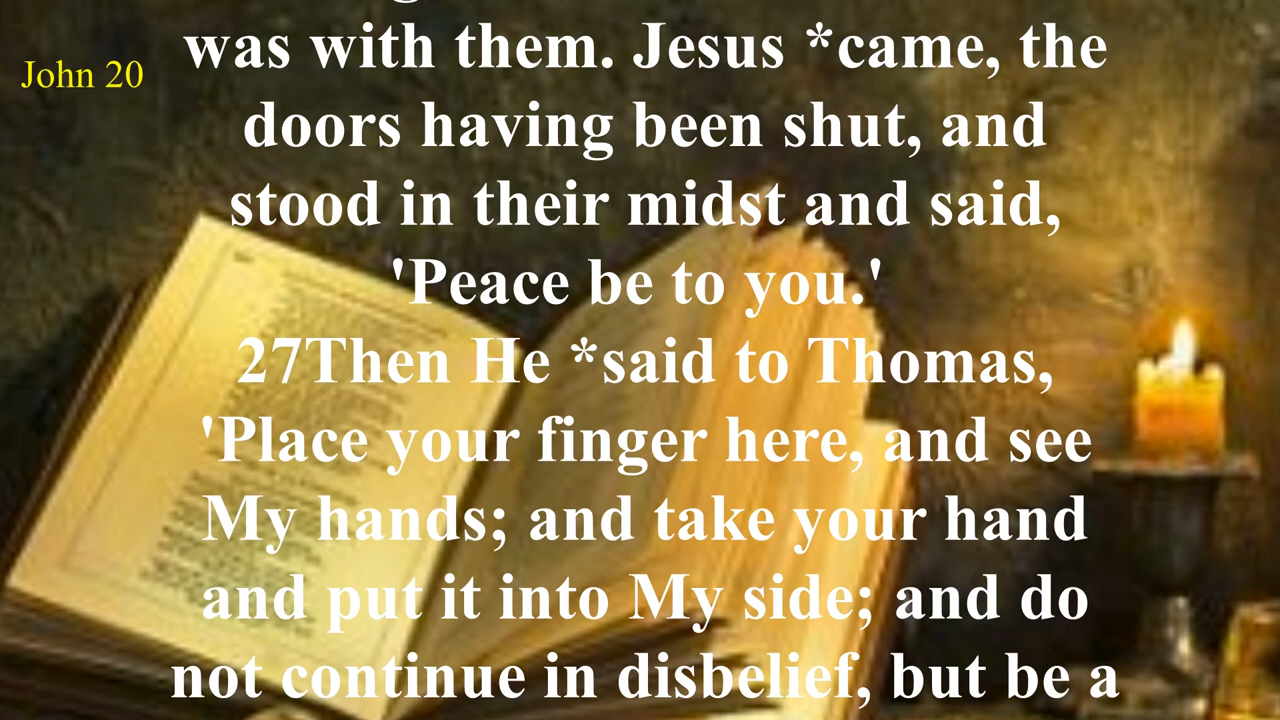 John 20
was with them. Jesus *came, the
doors having been shut, and
stood in their midst and said,
'Peace be to you.'
27Then He *said to Thomas,
'Place your finger here, and see
My hands; and take your hand
and put it into My side; and do
not continue in disbelief, but be a